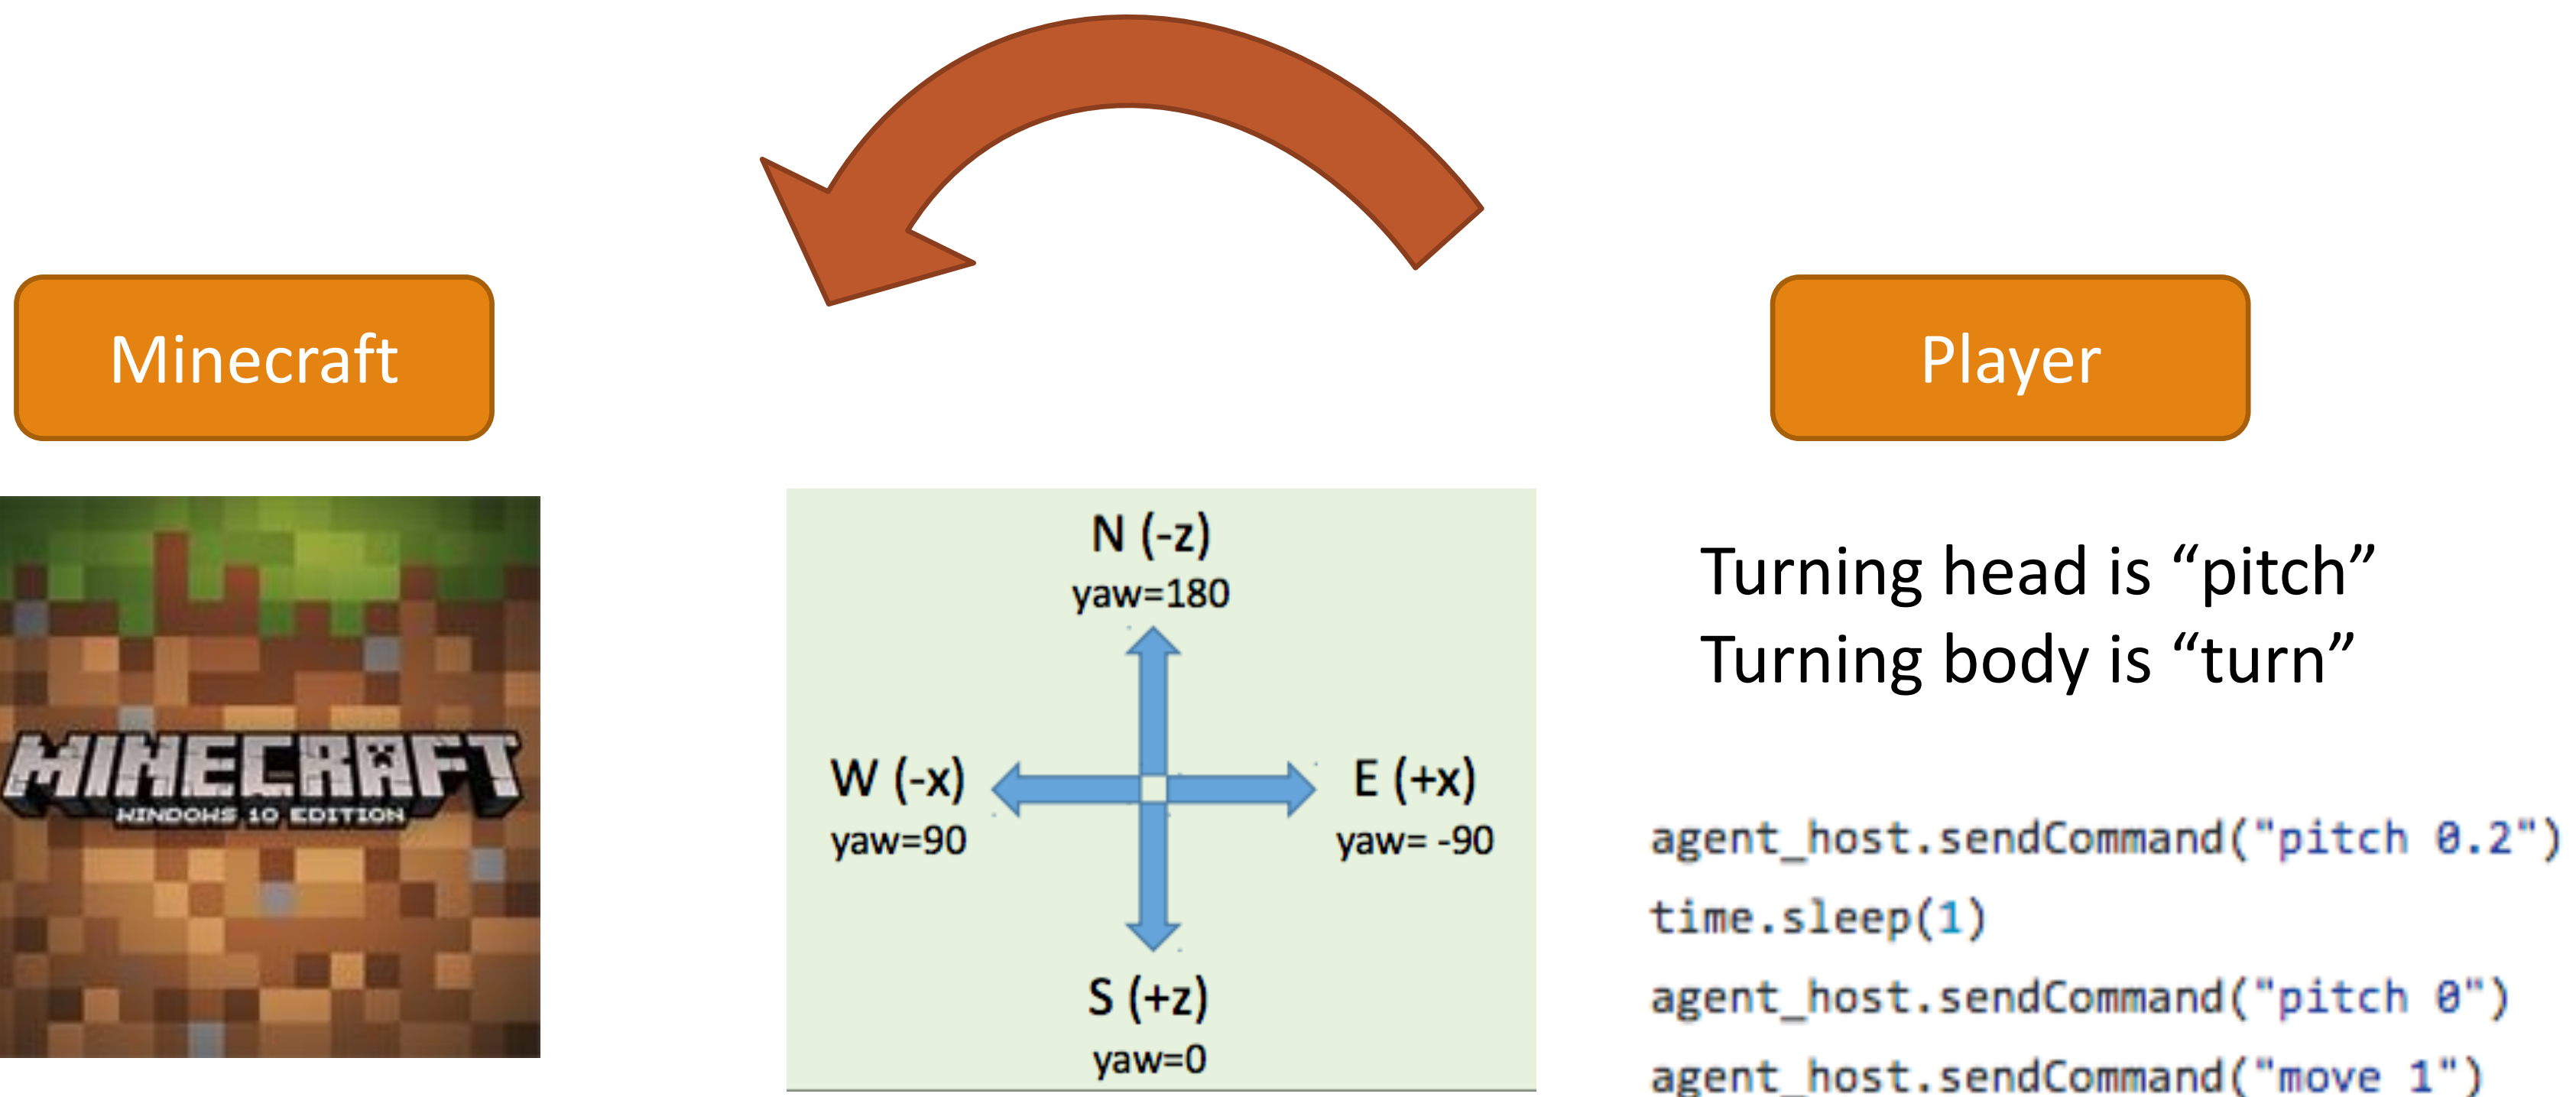 Minecraft
Player
MINECRAFT
WINDOWS 10 EDITION
N (-z)
yaw=180
W (-x)
yaw=90
E (+x)
yaw= -90
S (+z)
yaw=0
Turning head is “pitch”
Turning body is “turn”
agent_host.sendCommand("pitch 0.2")
time.sleep(1)
agent_host.sendCommand("pitch 0")
agent_host.sendCommand("move 1")